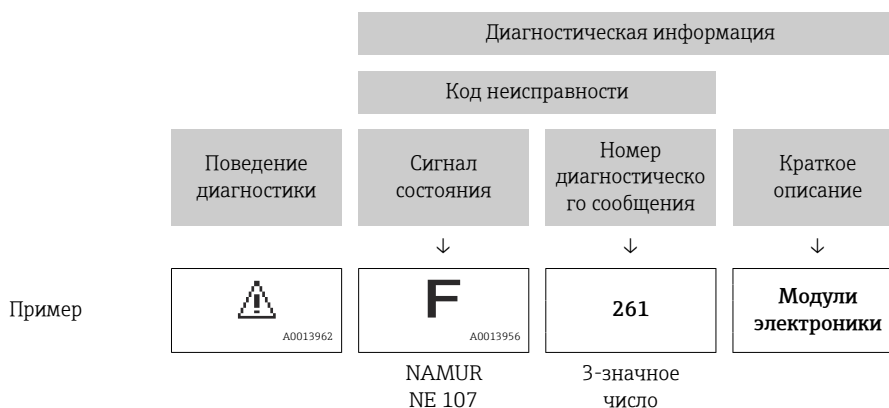 Диагностическая информация
Код неисправности
Поведение
диагностики
Сигнал
состояния
Номер
диагностическо
го сообщения
Краткое
описание
Пример
A0013962
F
A0013956
261
Модули
электроники
NAMUR
NE 107
3-значное
число